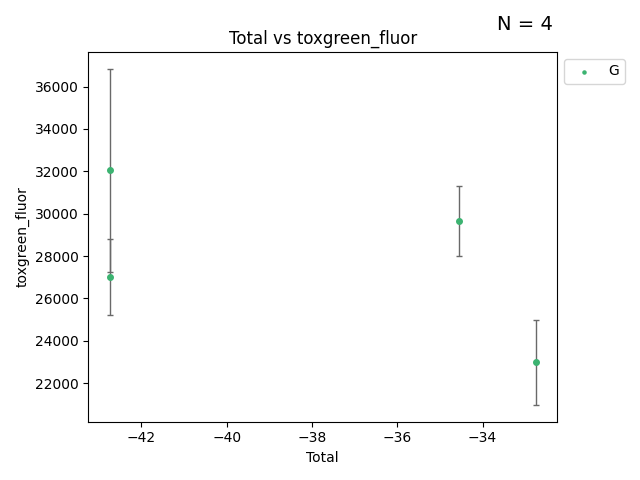 N = 4
Total vs toxgreen_fluor
G
36000
34000
32000
30000
28000
26000
24000
22000
toxgreen_fluor
−42
−40
−38
−36
−34
Total